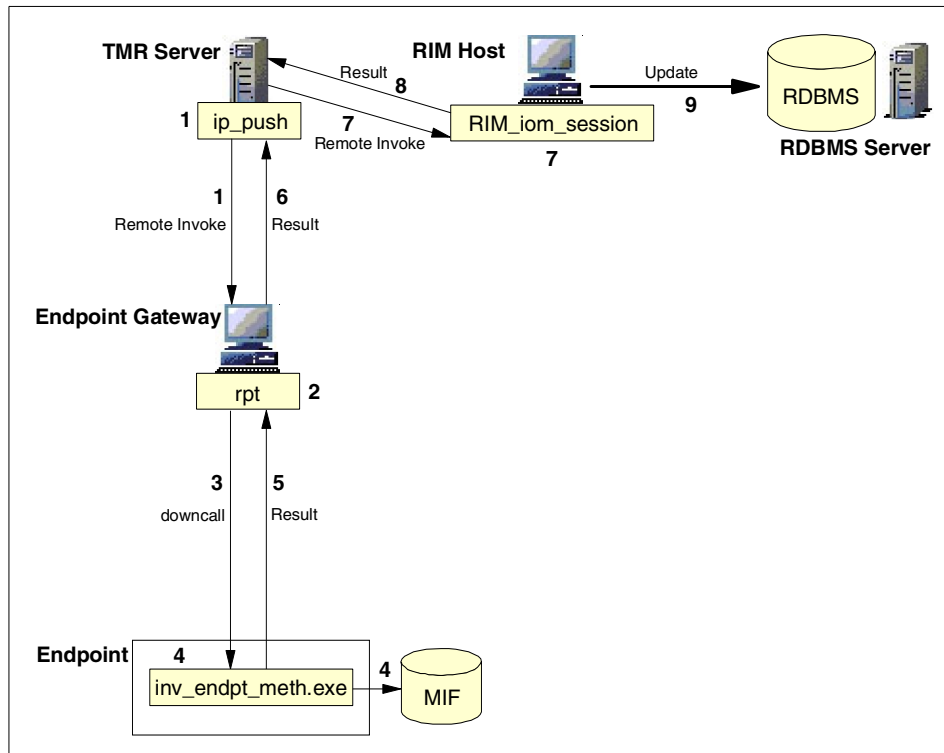 TMR Server
RIM Host
Result
8
Update
9
RDBMS
RDBMS Server
1
ip_push
7
Remote Invoke
RIM_iom_session
7
1
6
Remote Invoke
Result
Endpoint Gateway
rpt
2
3
5
downcall
Result
Endpoint
4
4
inv_endpt_meth.exe
MIF